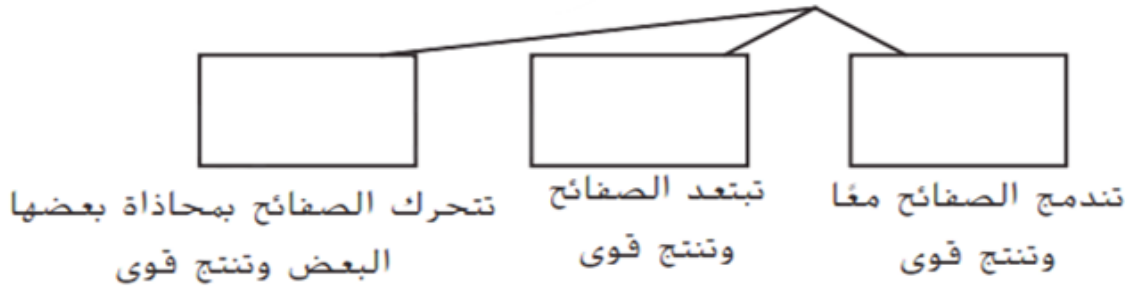 تندمج الصفائح معًا
وتنتج قوى
تبتعد الصفائح
وتنتج قوى
تتحرك الصفائح بمحاذاة بعضها
البعض وتنتج قوى